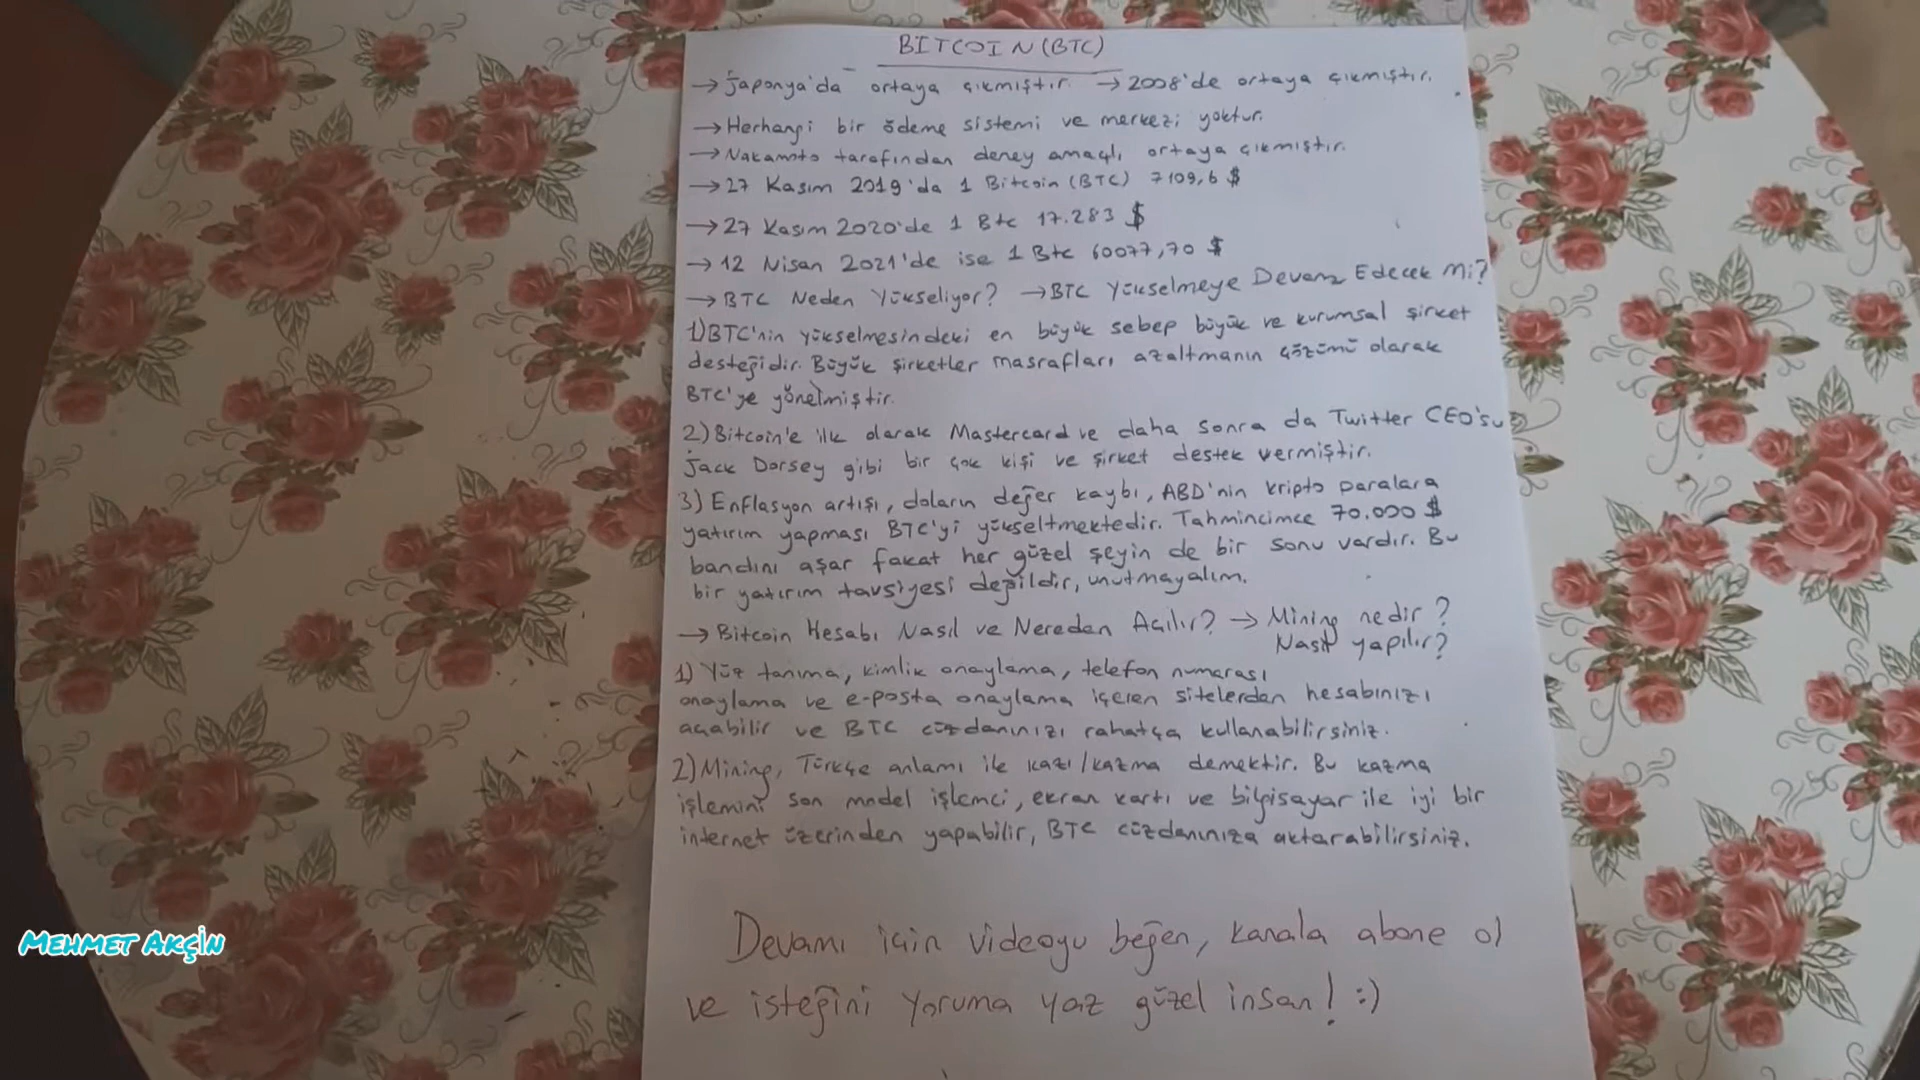 BITCOIN (BTC)
→ Japonya'da ortaya çıkmıştır. → 2008'de ortaya çıkmıştır.
→ Herhangi bir ödeme sistemi ve merkezi yoktur.
→ Nakamoto tarafından deney amaçlı ortaya çıkmıştır.
→ 27 Kasım 2019'da 1 Bitcoin (BTC) 7109,6 $
→ 27 Kasım 2020'de 1 Btc 17.283 $
→ 12 Nisan 2021'de ise 1 Btc 60077,70 $
→ BTC Neden Yükseliyor? → BTC Yükselmeye Devam Edecek Mi?
1) BTC'nin yükselmesindeki en büyük sebep büyük ve kurumsal şirket
desteğidir. Büyük şirketler masrafları azaltmanın çözümü olarak
BTC'ye yönelmiştir.
2) Bitcoin'e ilk olarak Mastercard ve daha sonra da Twitter CEO'su
Jack Dorsey gibi bir çok kişi ve şirket destek vermiştir.
3) Enflasyon artışı, doların değer kaybı, ABD'nin kripto paralara
yatırım yapması BTC'yi yükseltmektedir. Tahmincimce 70.000 $
bandını aşar fakat her güzel şeyin de bir sonu vardır. Bu
bir yatırım tavsiyesi değildir, unutmayalım.
→ Bitcoin Hesabı Nasıl ve Nereden Açılır? → Mining nedir?
Nasıl yapılır?
1) Yüz tanıma, kimlik onaylama, telefon numarası
onaylama ve e-posta onaylama içeren sitelerden hesabınızı
açabilir ve BTC cüzdanınızı rahatça kullanabilirsiniz.
2) Mining, Türkçe anlamı ile kazı/kazma demektir. Bu kazma
işlemini son model işlemci, ekran kartı ve bilgisayar ile iyi bir
internet üzerinden yapabilir, BTC cüzdanınıza aktarabilirsiniz.
Devamı için videoyu beğen, kanala abone ol
ve isteğini yoruma yaz güzel insan! :)
MEHMET AKÇİN